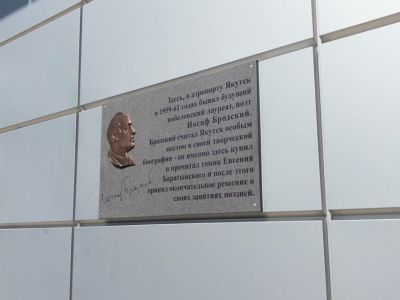 Здесь, в аэропорту Якутск
в 1959-61 годах бывал будущий
нобелевский лауреат, поэт
Иосиф Бродский.
Бродский считал Якутск особым
местом в своей творческой
биографии - он именно здесь купил
и прочитал томик Евгения
Баратынского и после этого
принял окончательное решение о
своих занятиях поэзией.